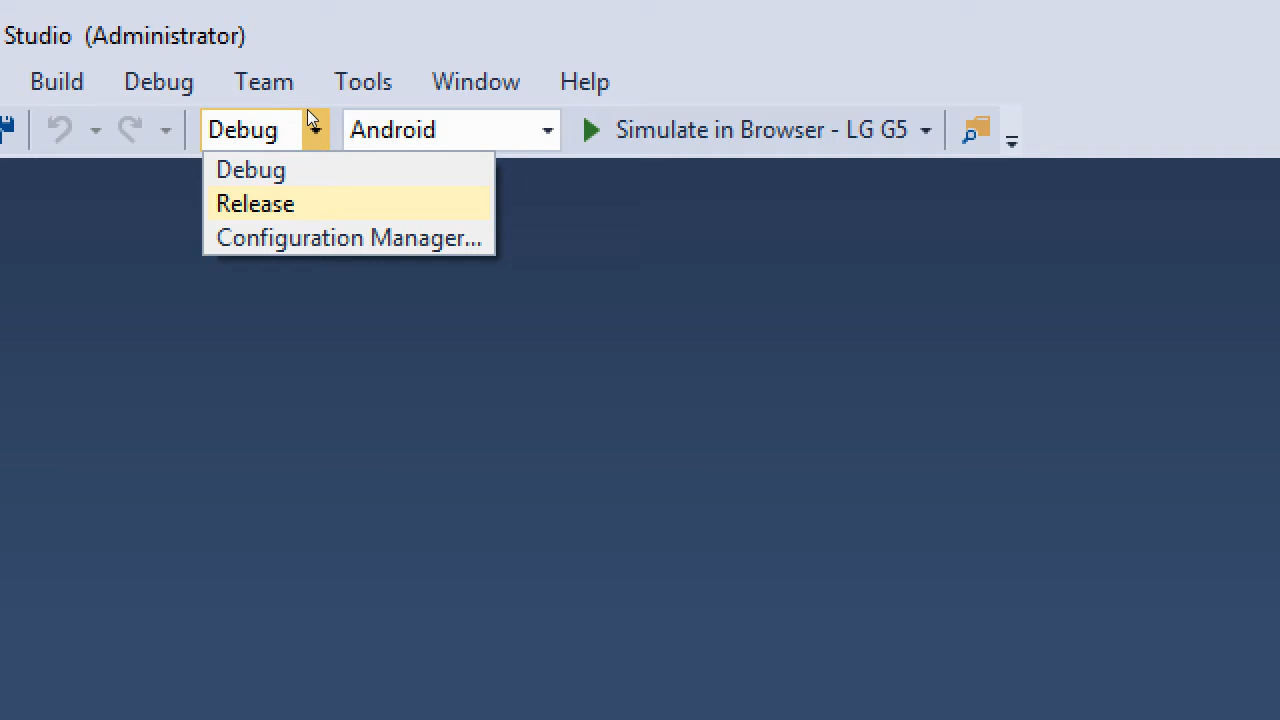 Studio (Administrator)
Build Debug Team Tools Window Help
Debug Android Simulate in Browser - LG G5
Debug
Release
Configuration Manager...